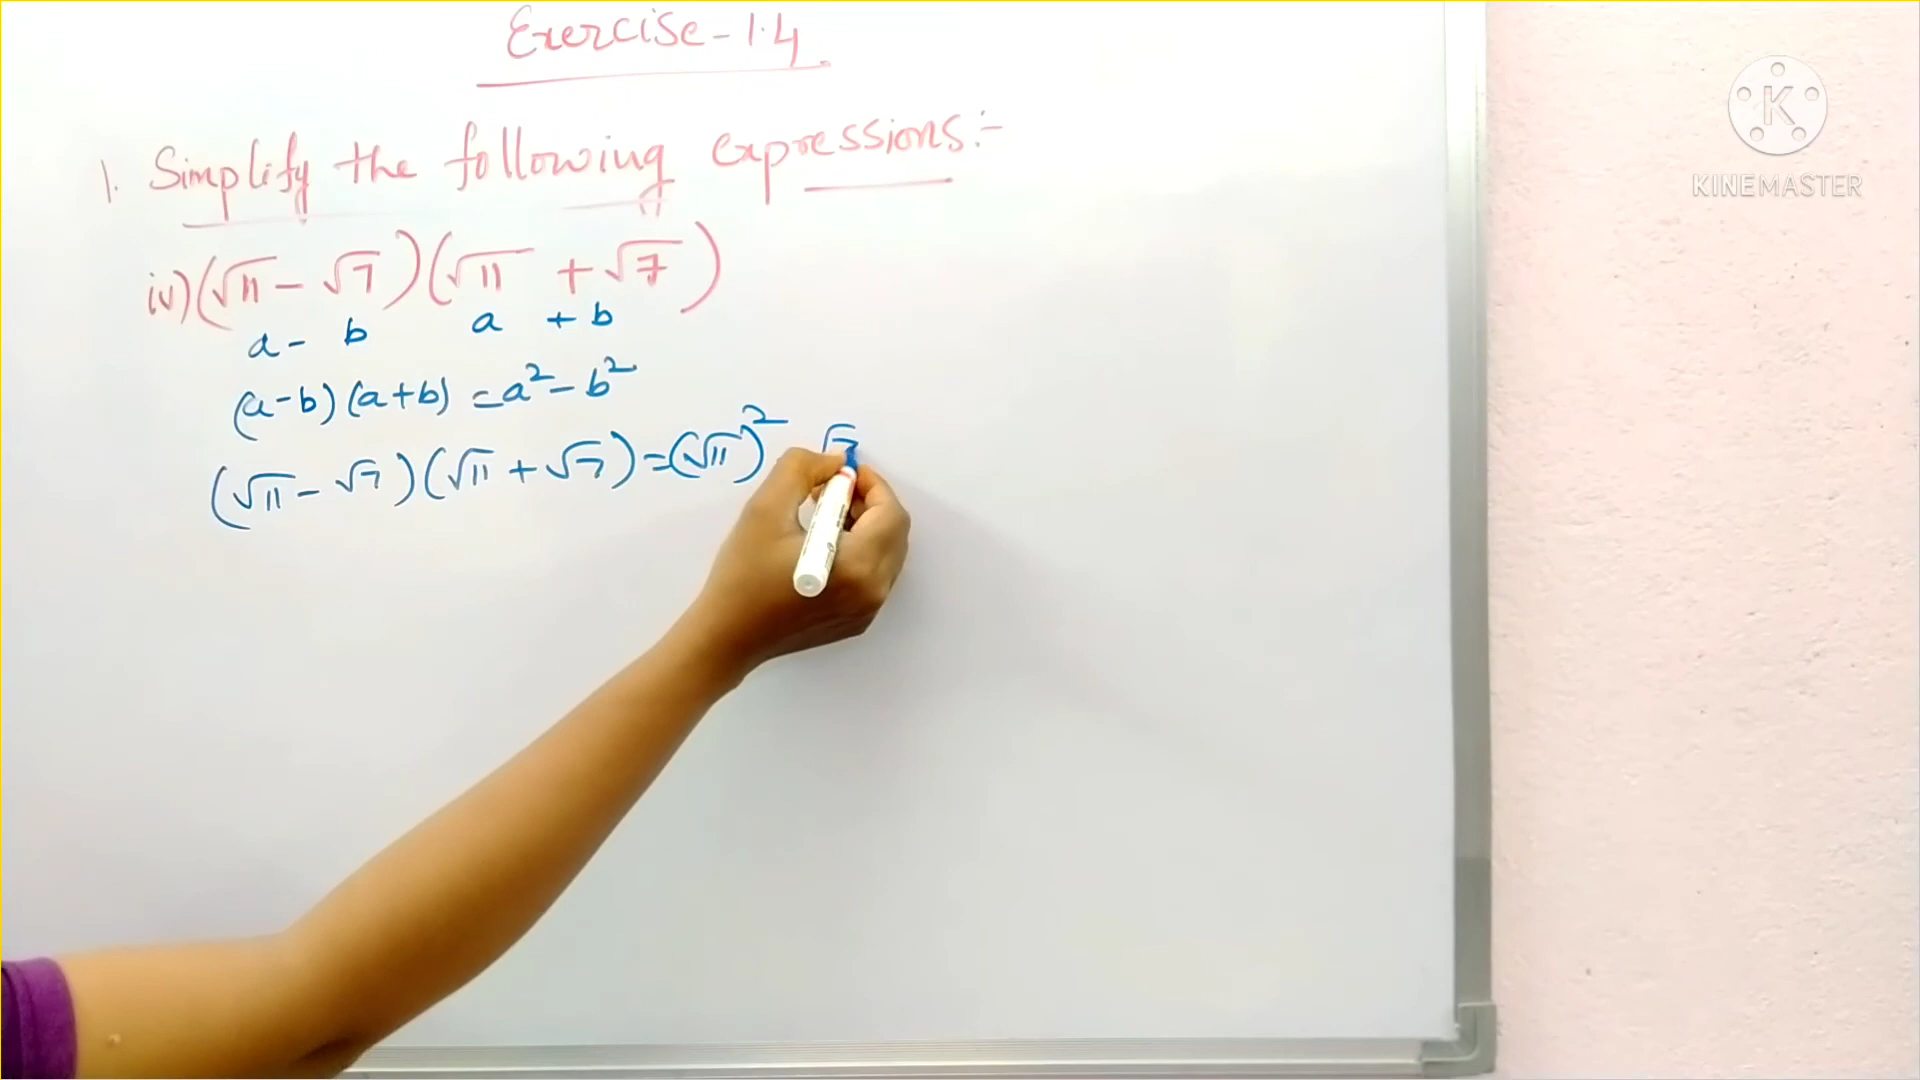 Exercise-1.4
1. Simplify the following expressions:-
iv) (√11 - √7) (√11 + √7)
a - b a + b
(a-b) (a+b) = a² - b²
(√11 - √7) (√11 + √7) = (√11)² √7
K
KINEMASTER